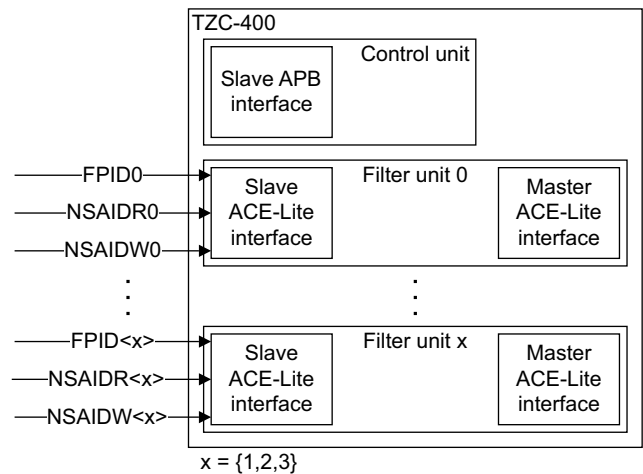 TZC-400
Control unit
Slave APB
interface
FPID0
NSAIDR0
NSAIDW0
Slave
ACE-Lite
interface
Filter unit 0
Master
ACE-Lite
interface
FPID<x>
NSAIDR<x>
NSAIDW<x>
Slave
ACE-Lite
interface
Filter unit x
Master
ACE-Lite
interface
x = {1,2,3}